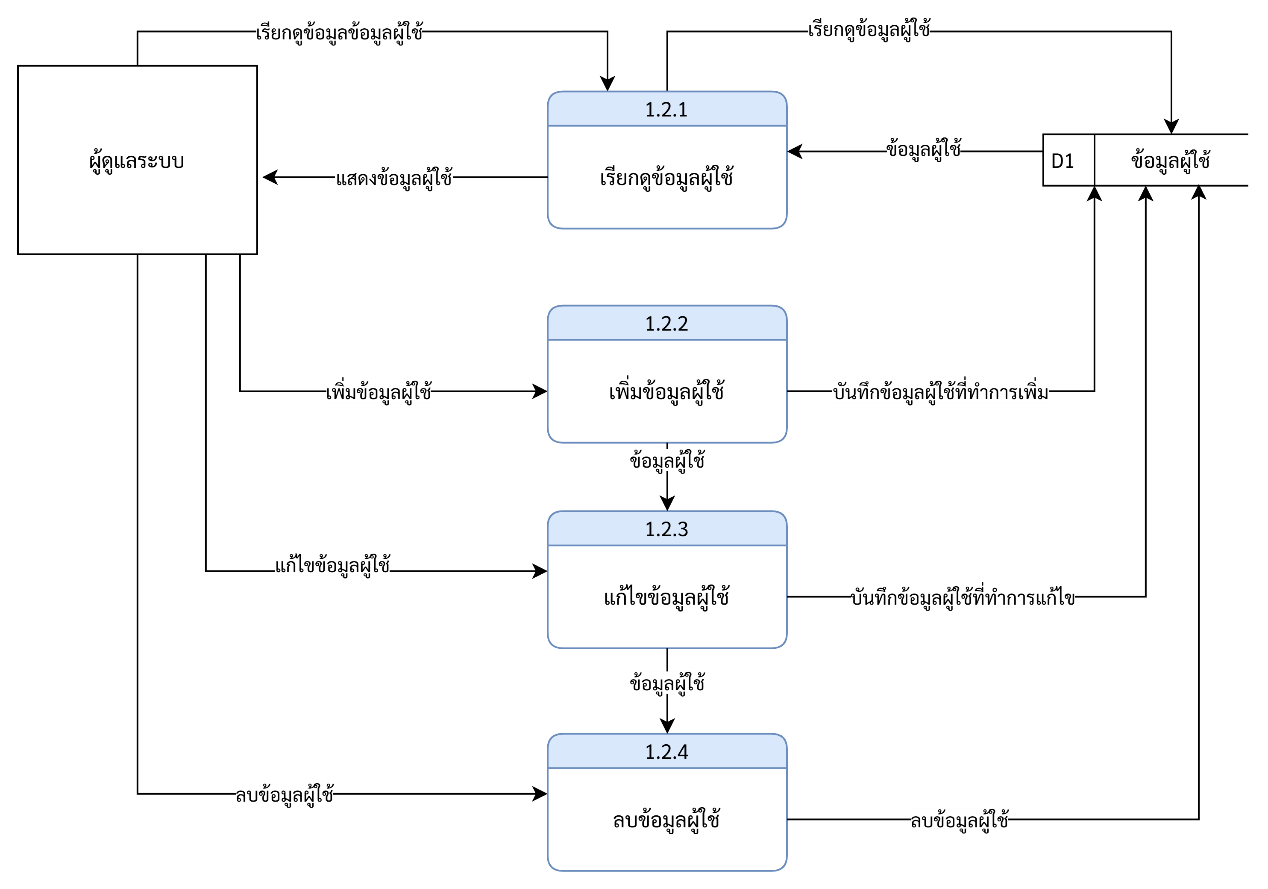 เรียกดูข้อมูลข้อมูลผู้ใช้
เรียกดูข้อมูลผู้ใช้
1.2.1
ผู้ดูแลระบบ
เรียกดูข้อมูลผู้ใช้
แสดงข้อมูลผู้ใช้
ข้อมูลผู้ใช้
D1
ข้อมูลผู้ใช้
1.2.2
เพิ่มข้อมูลผู้ใช้
เพิ่มข้อมูลผู้ใช้
บันทึกข้อมูลผู้ใช้ที่ทำการเพิ่ม
ข้อมูลผู้ใช้
1.2.3
แก้ไขข้อมูลผู้ใช้
แก้ไขข้อมูลผู้ใช้
บันทึกข้อมูลผู้ใช้ที่ทำการแก้ไข
ข้อมูลผู้ใช้
1.2.4
ลบข้อมูลผู้ใช้
ลบข้อมูลผู้ใช้
ลบข้อมูลผู้ใช้